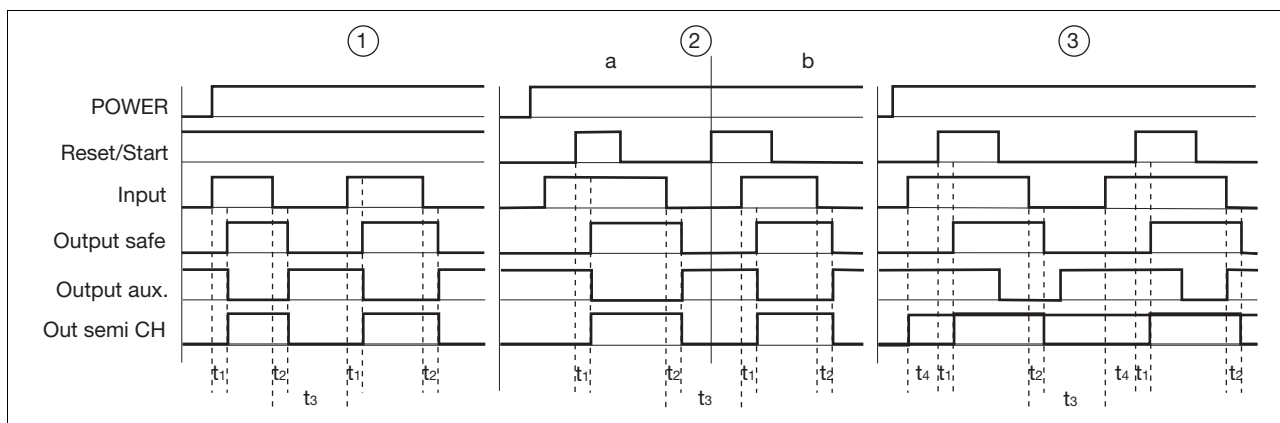 ① ② ③
a b
POWER
Reset/Start
Input
Output safe
Output aux.
Out semi CH
t1 t2 t1 t2 t1 t2 t1 t2 t4 t1 t2 t4 t1 t2
t3 t3 t3